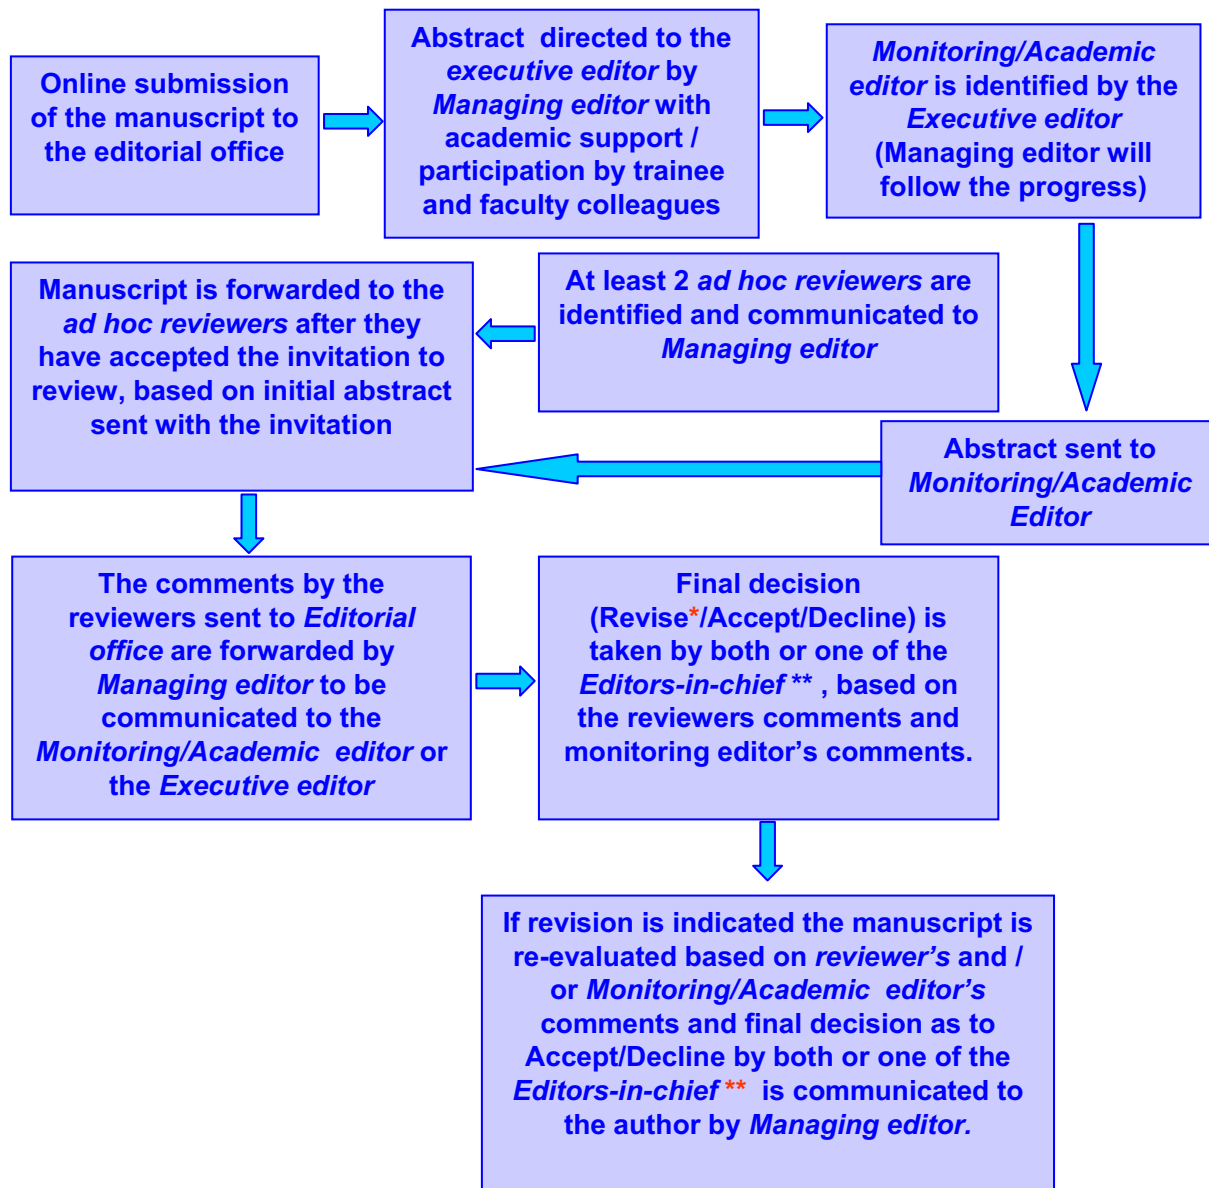 Online submission
of the manuscript to
the editorial office
Abstract directed to the
executive editor by
Managing editor with
academic support /
participation by trainee
and faculty colleagues
Monitoring/Academic
editor is identified by the
Executive editor
(Managing editor will
follow the progress)
Manuscript is forwarded to the
ad hoc reviewers after they
have accepted the invitation to
review, based on initial abstract
sent with the invitation
At least 2 ad hoc reviewers are
identified and communicated to
Managing editor
Abstract sent to
Monitoring/Academic
Editor
The comments by the
reviewers sent to Editorial
office are forwarded by
Managing editor to be
communicated to the
Monitoring/Academic editor or
the Executive editor
Final decision
(Revise*/Accept/Decline) is
taken by both or one of the
Editors-in-chief ** , based on
the reviewers comments and
monitoring editor’s comments.
If revision is indicated the manuscript is
re-evaluated based on reviewer’s and /
or Monitoring/Academic editor’s
comments and final decision as to
Accept/Decline by both or one of the
Editors-in-chief ** is communicated to
the author by Managing editor.